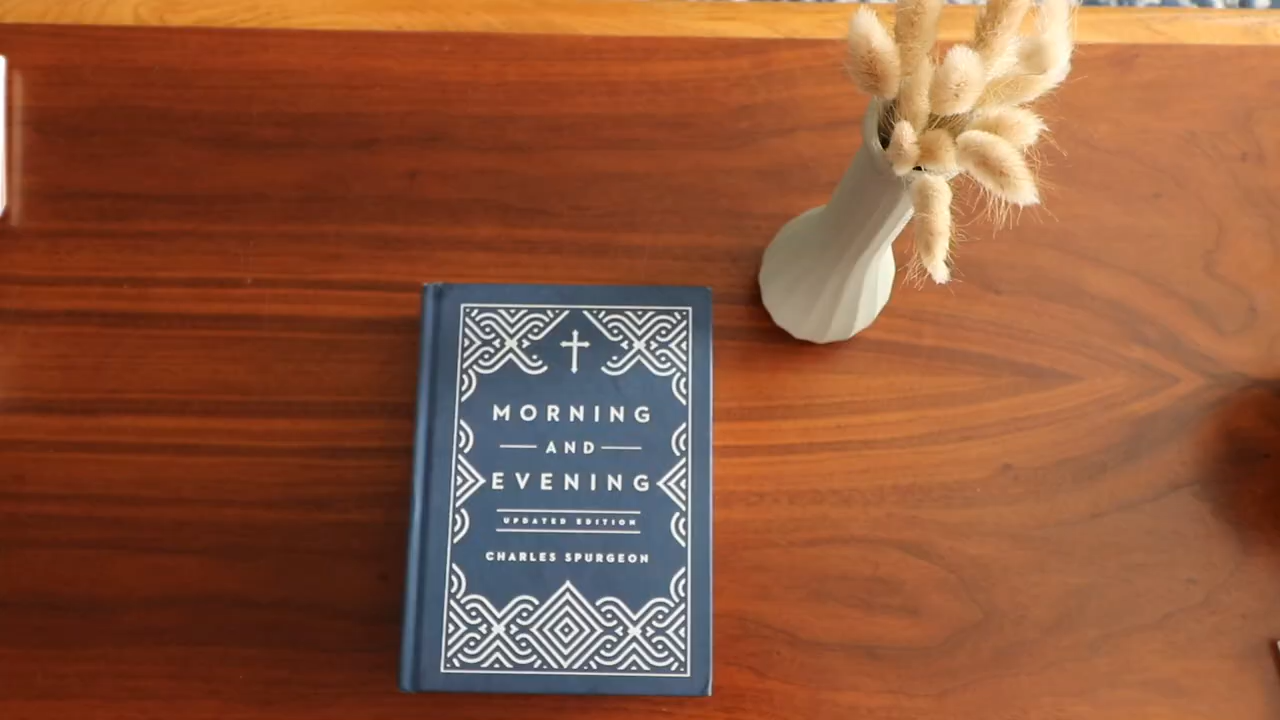 MORNING
AND
EVENING
UPDATED EDITION
CHARLES SPURGEON